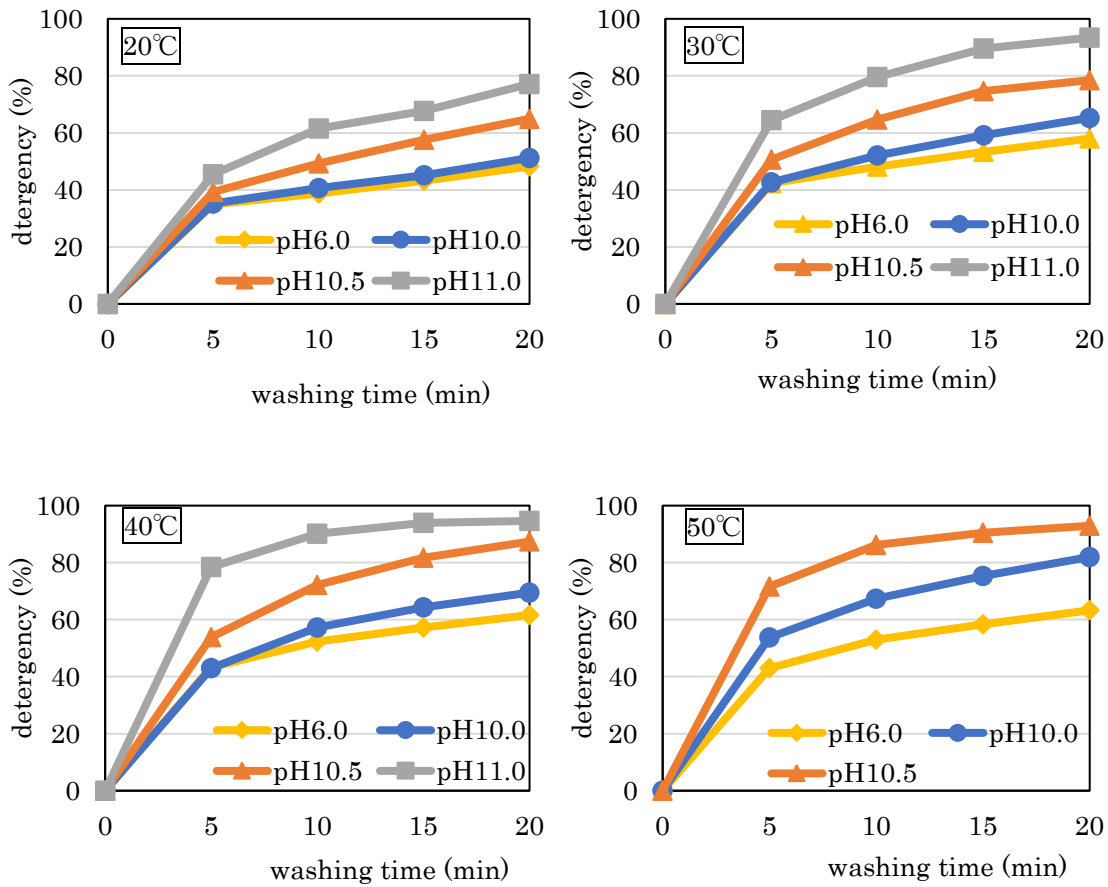 20℃
dtergency (%)
100
80
60
40
20
0
pH6.0 pH10.0
pH10.5 pH11.0
0 5 10 15 20
washing time (min)
30℃
detergency (%)
100
80
60
40
20
0
pH6.0 pH10.0
pH10.5 pH11.0
0 5 10 15 20
washing time (min)
40℃
detergency (%)
100
80
60
40
20
0
pH6.0 pH10.0
pH10.5 pH11.0
0 5 10 15 20
washing time (min)
50℃
detergency (%)
100
80
60
40
20
0
pH6.0 pH10.0
pH10.5
0 5 10 15 20
washing time (min)